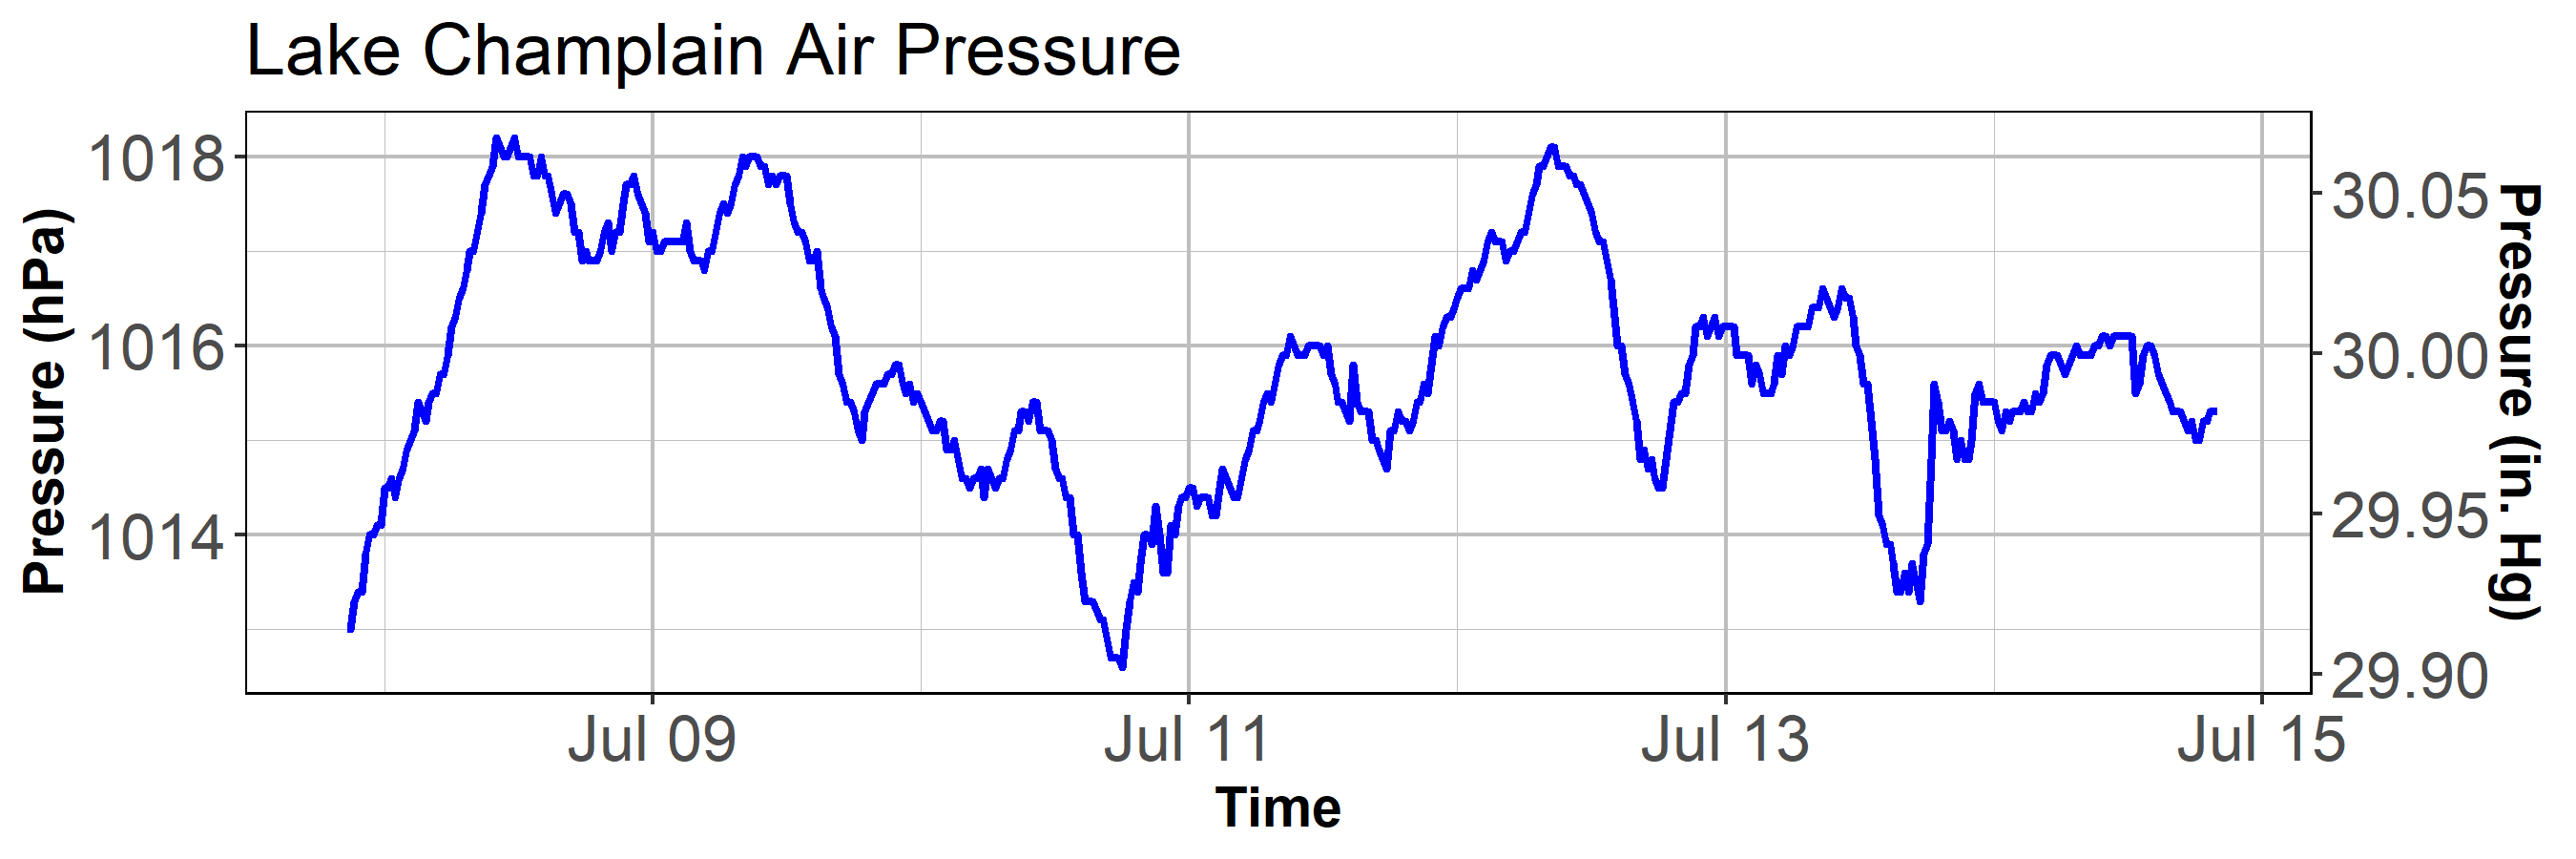 Lake Champlain Air Pressure
Pressure (hPa)
1018
1016
1014
30.05
30.00
29.95
29.90
Pressure (in. Hg)
Jul 09
Jul 11
Jul 13
Jul 15
Time